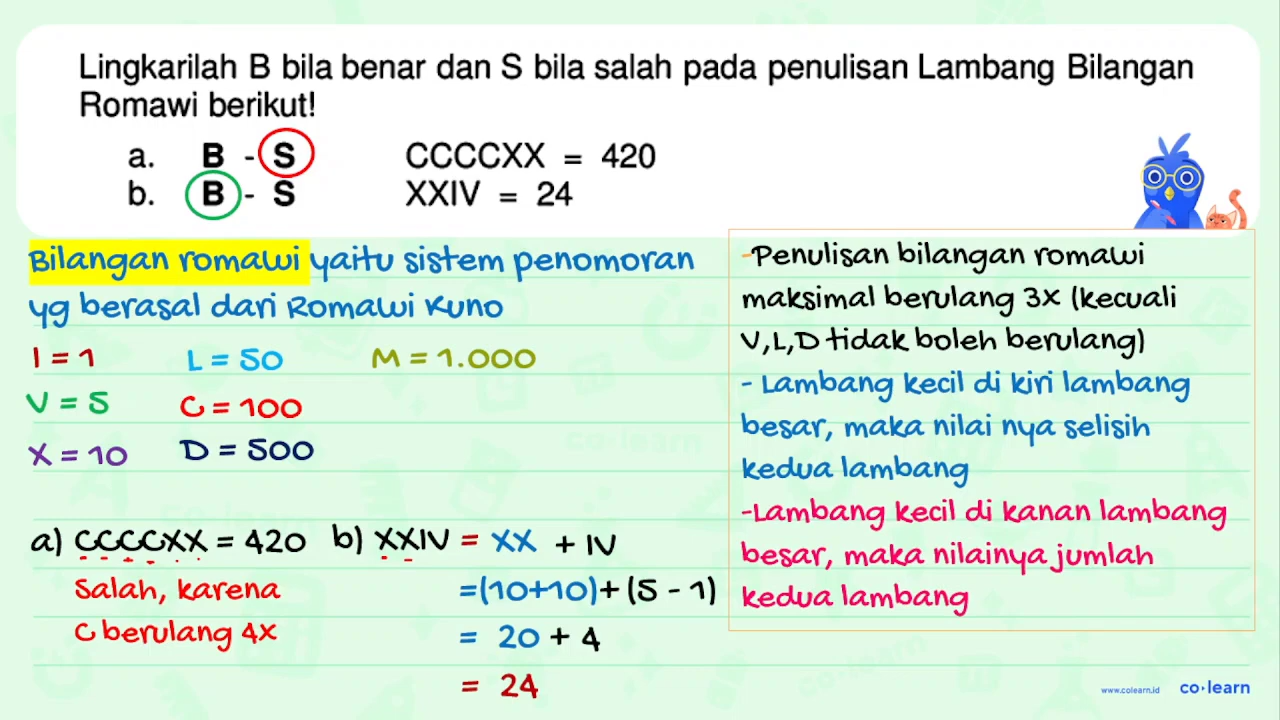 Lingkarilah B bila benar dan S bila salah pada penulisan Lambang Bilangan
Romawi berikut!
a. B - S CCCCXX = 420
b. B - S XXIV = 24
Bilangan romawi yaitu sistem penomoran
yg berasal dari Romawi Kuno
I = 1 L = 50 M = 1.000
V = 5 C = 100
X = 10 D = 500
a) CCCCXX = 420 b) XXIV = XX + IV
Salah, karena =(10+10)+(5 - 1)
C berulang 4x = 20 + 4
= 24
-Penulisan bilangan romawi
maksimal berulang 3x (kecuali
V,L,D tidak boleh berulang)
- Lambang kecil di kiri lambang
besar, maka nilai nya selisih
kedua lambang
-Lambang kecil di kanan lambang
besar, maka nilainya jumlah
kedua lambang
www.colearn.id co·learn